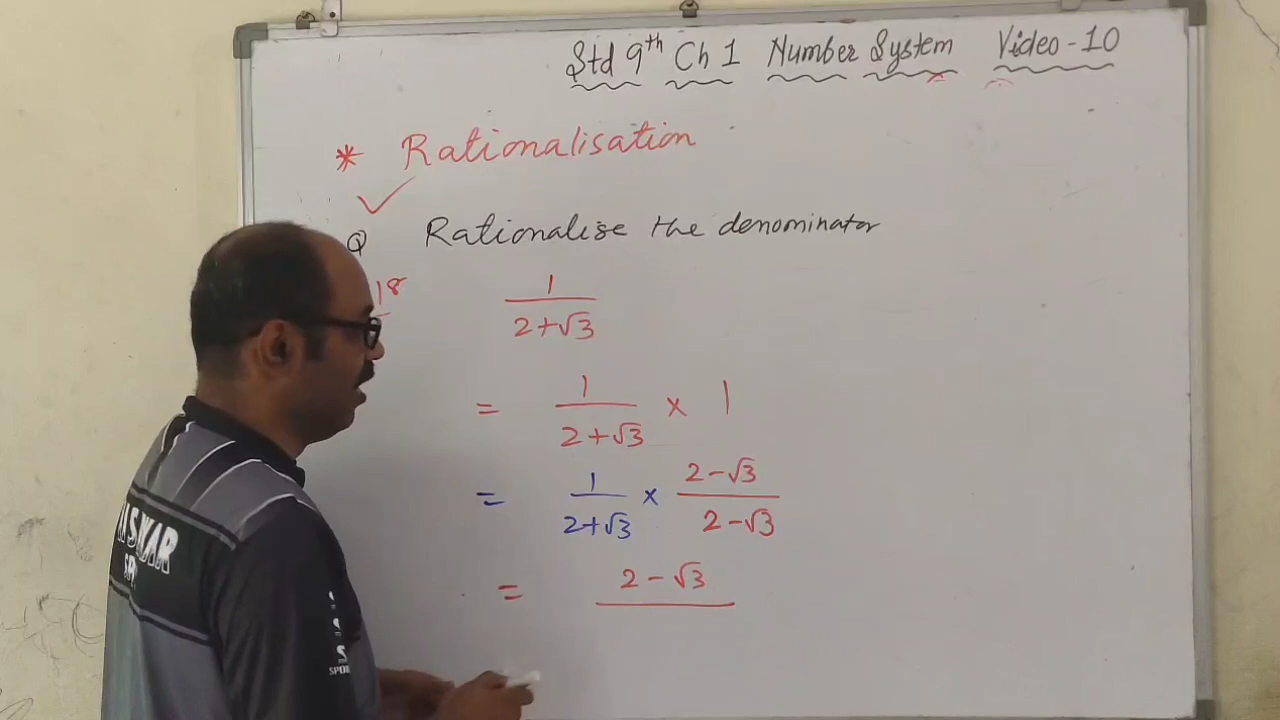 Std 9th Ch 1 Number System Video-10
* Rationalisation
Q Rationalise the denominator
18
1
2+√3
= 1 × 1
2+√3
= 1 × 2-√3
2+√3 2-√3
= 2-√3